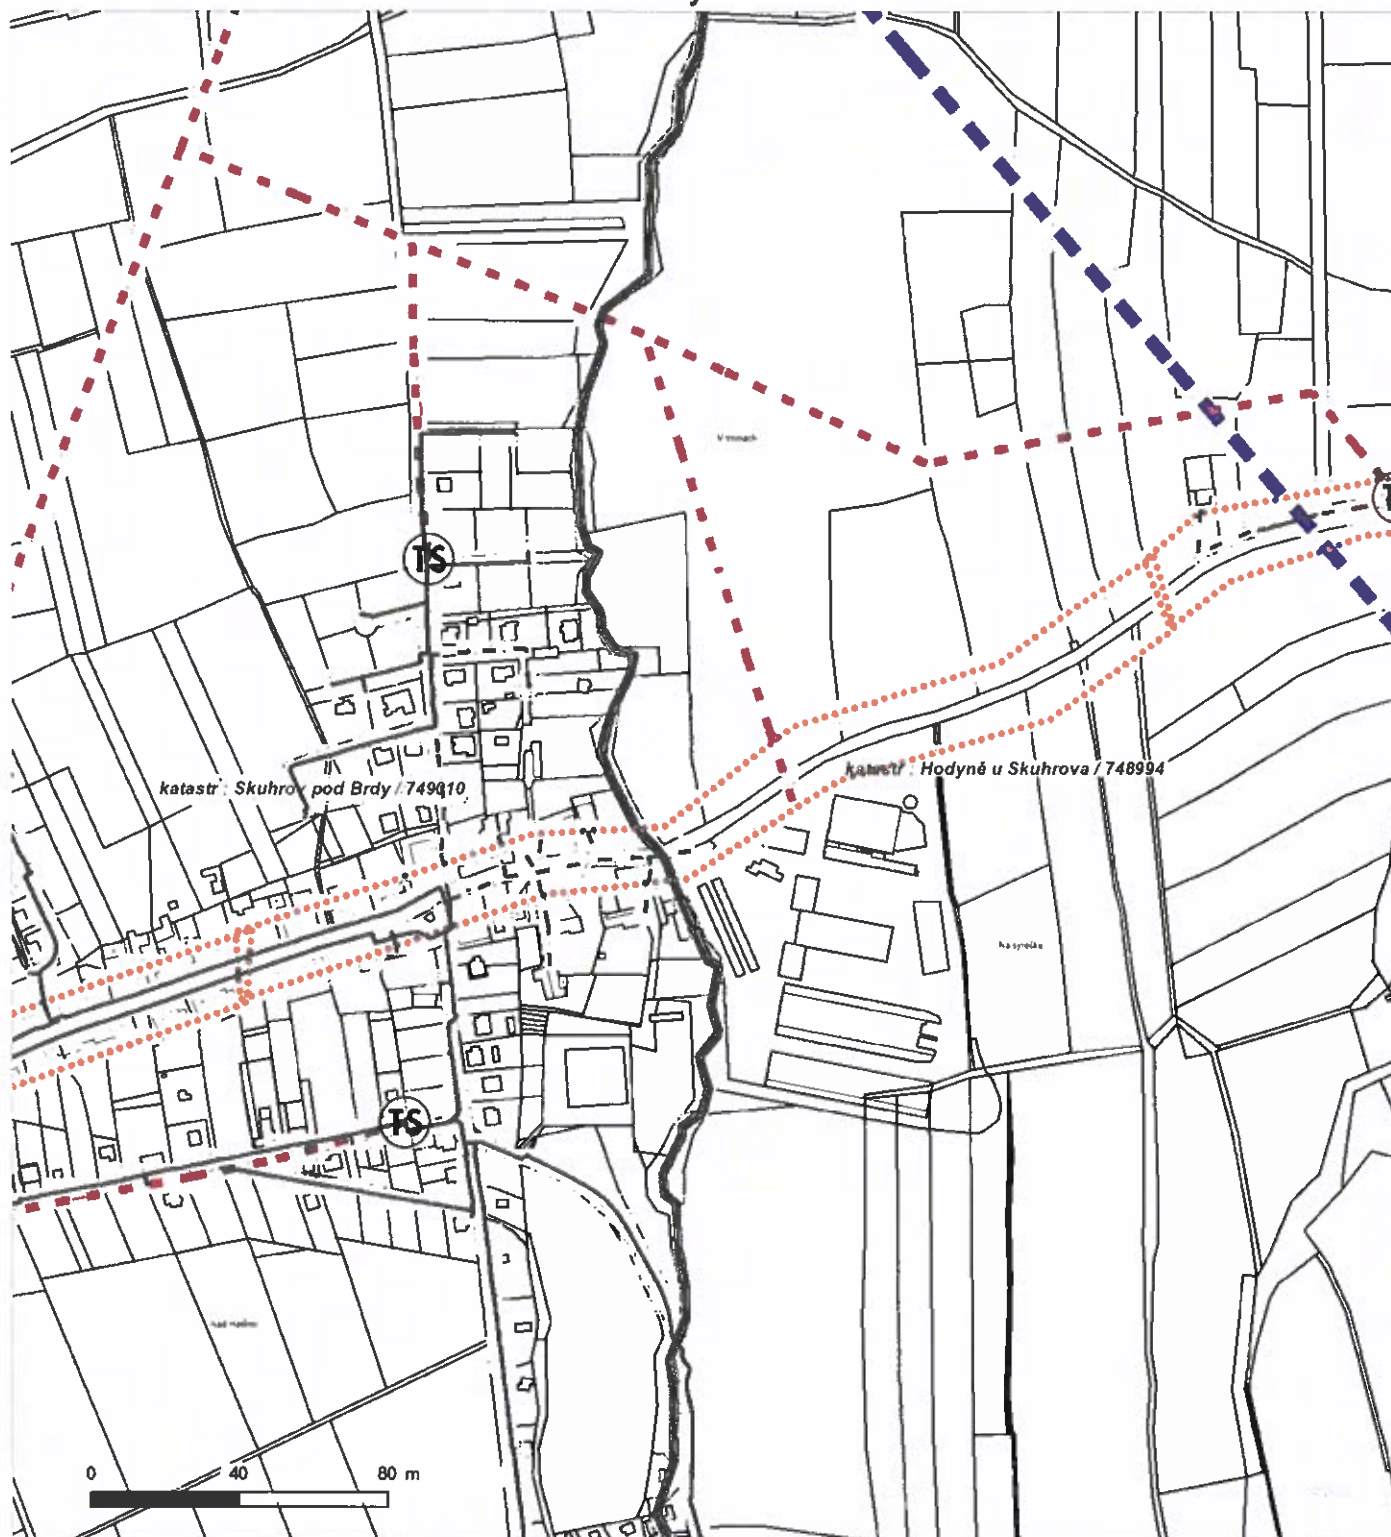 TS
katastr : Hodyně u Skuhrova / 748994
katastr : Skuhrov pod Brdy / 749010
TS
0 40 80 m